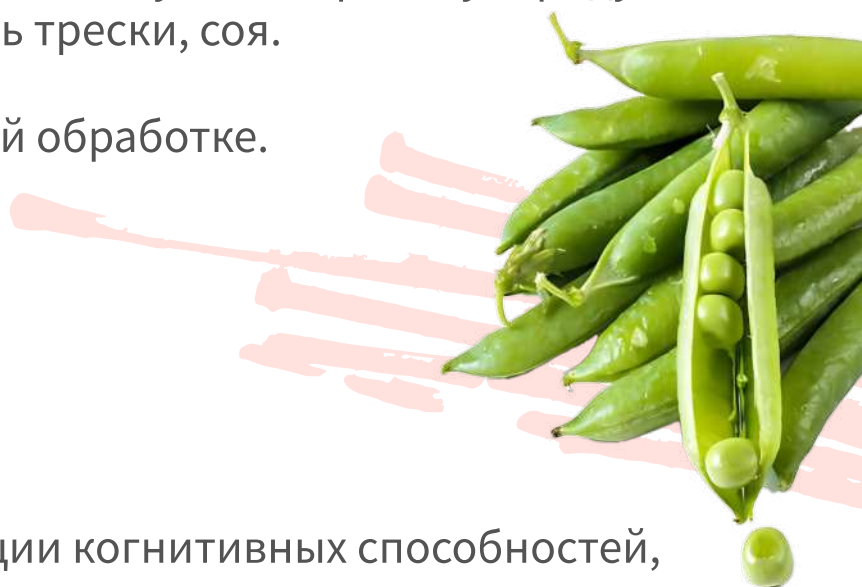 ь трески, соя.
й обработке.
ции когнитивных способностей,